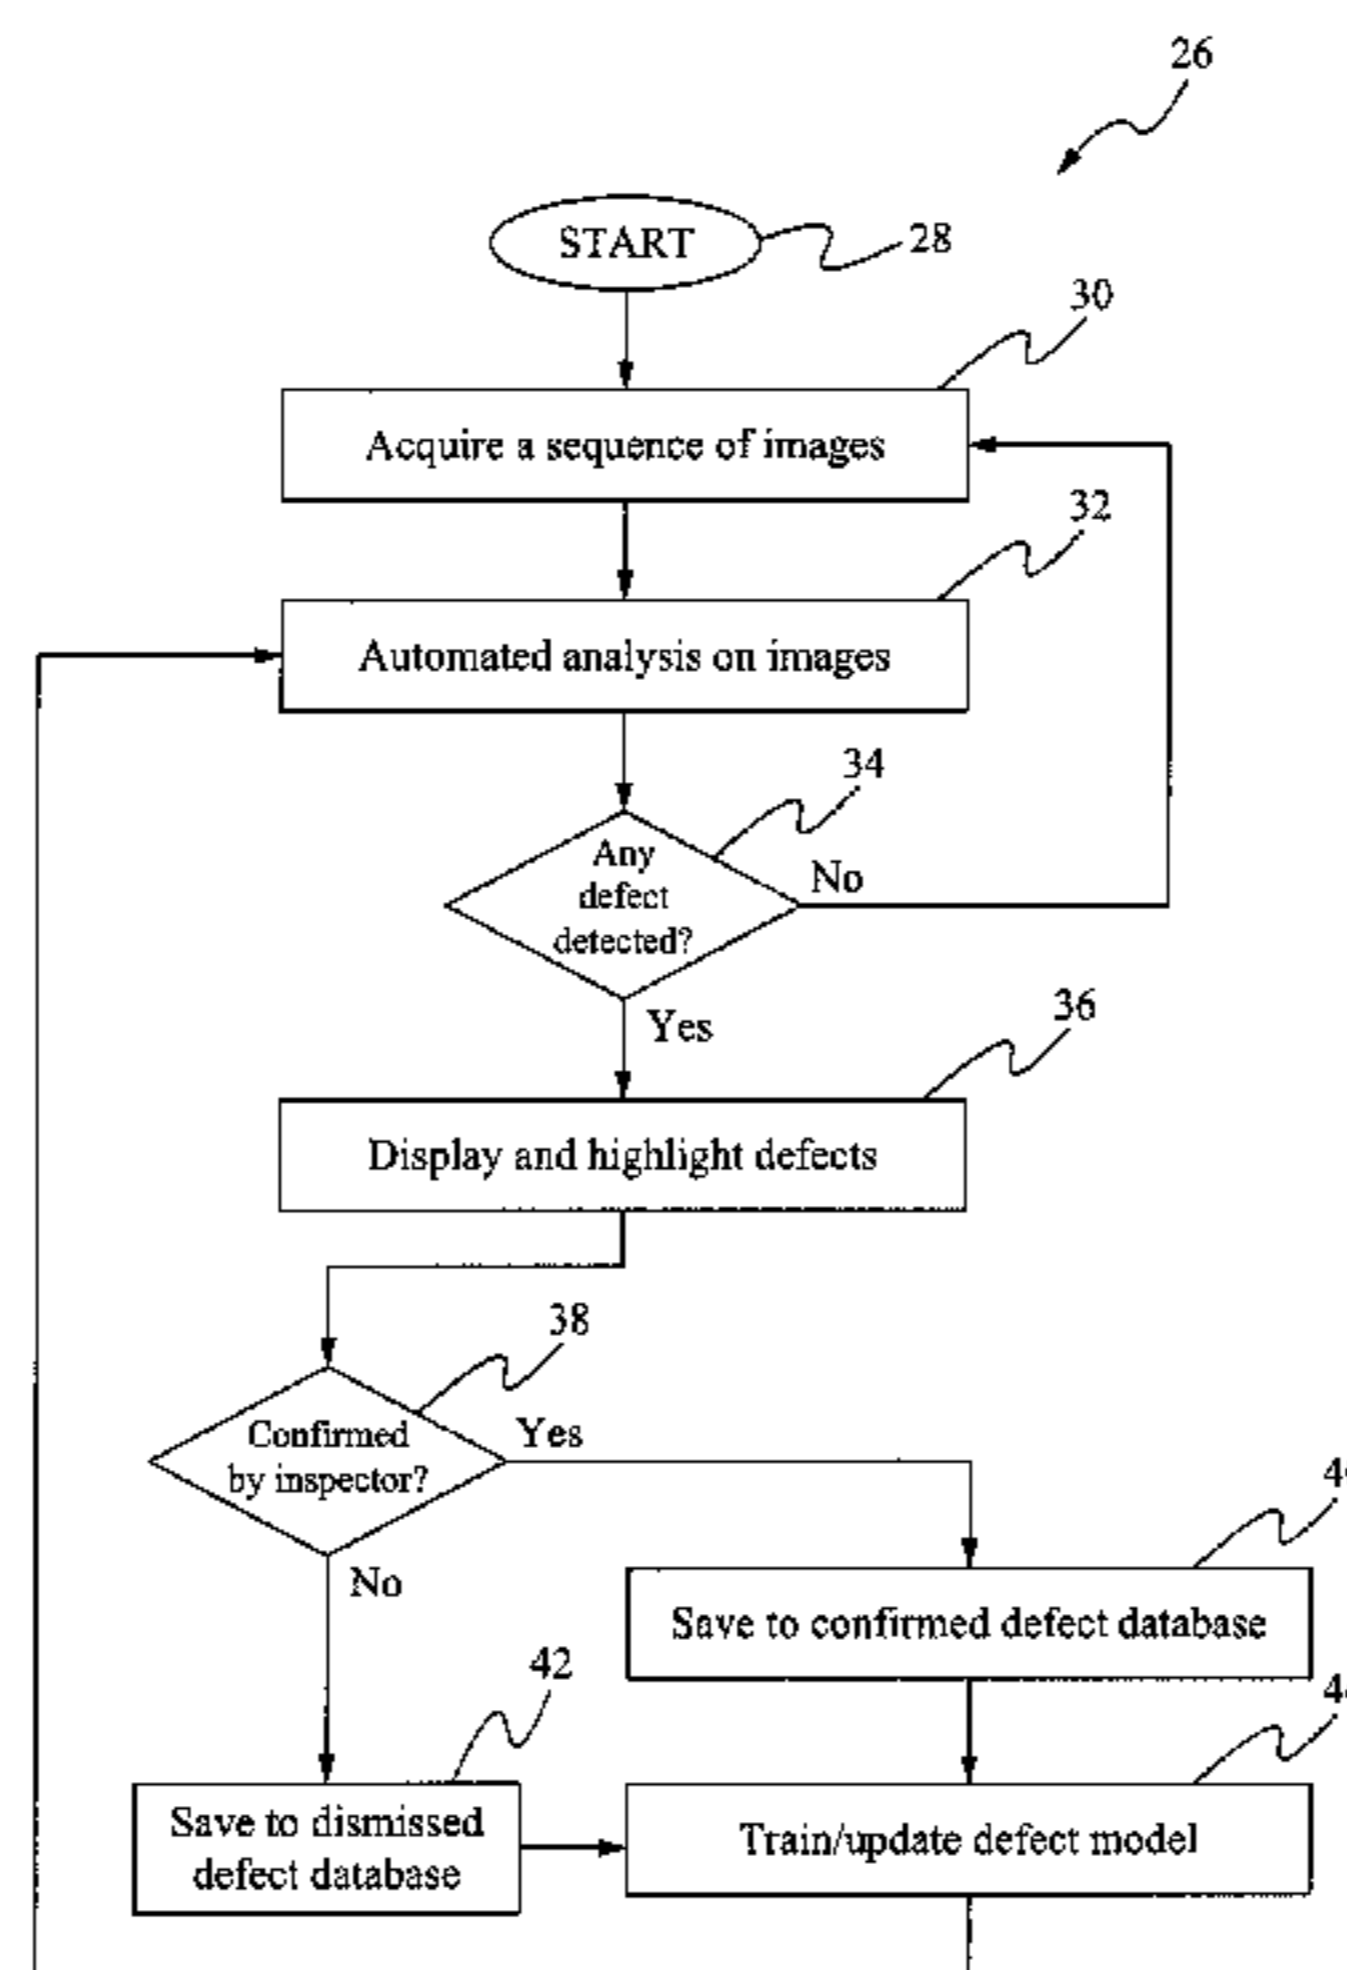 26
START
28
30
Acquire a sequence of images
32
Automated analysis on images
34
Any
defect
detected?
No
Yes
36
Display and highlight defects
38
Confirmed
by inspector?
Yes
No
Save to confirmed defect database
42
Save to dismissed
defect database
Train/update defect model